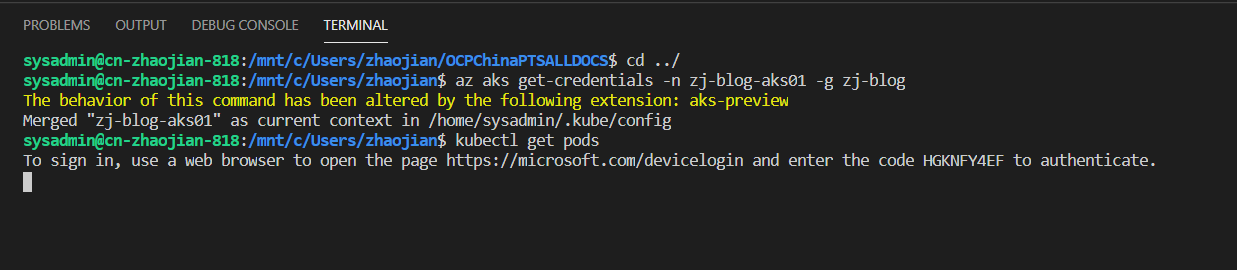 PROBLEMS OUTPUT DEBUG CONSOLE TERMINAL
sysadmin@cn-zhaojian-818:/mnt/c/Users/zhaojian/OCPChinaPTSALLDOCS$ cd ../
sysadmin@cn-zhaojian-818:/mnt/c/Users/zhaojian$ az aks get-credentials -n zj-blog-aks01 -g zj-blog
The behavior of this command has been altered by the following extension: aks-preview
Merged "zj-blog-aks01" as current context in /home/sysadmin/.kube/config
sysadmin@cn-zhaojian-818:/mnt/c/Users/zhaojian$ kubectl get pods
To sign in, use a web browser to open the page https://microsoft.com/devicelogin and enter the code HGKNFY4EF to authenticate.